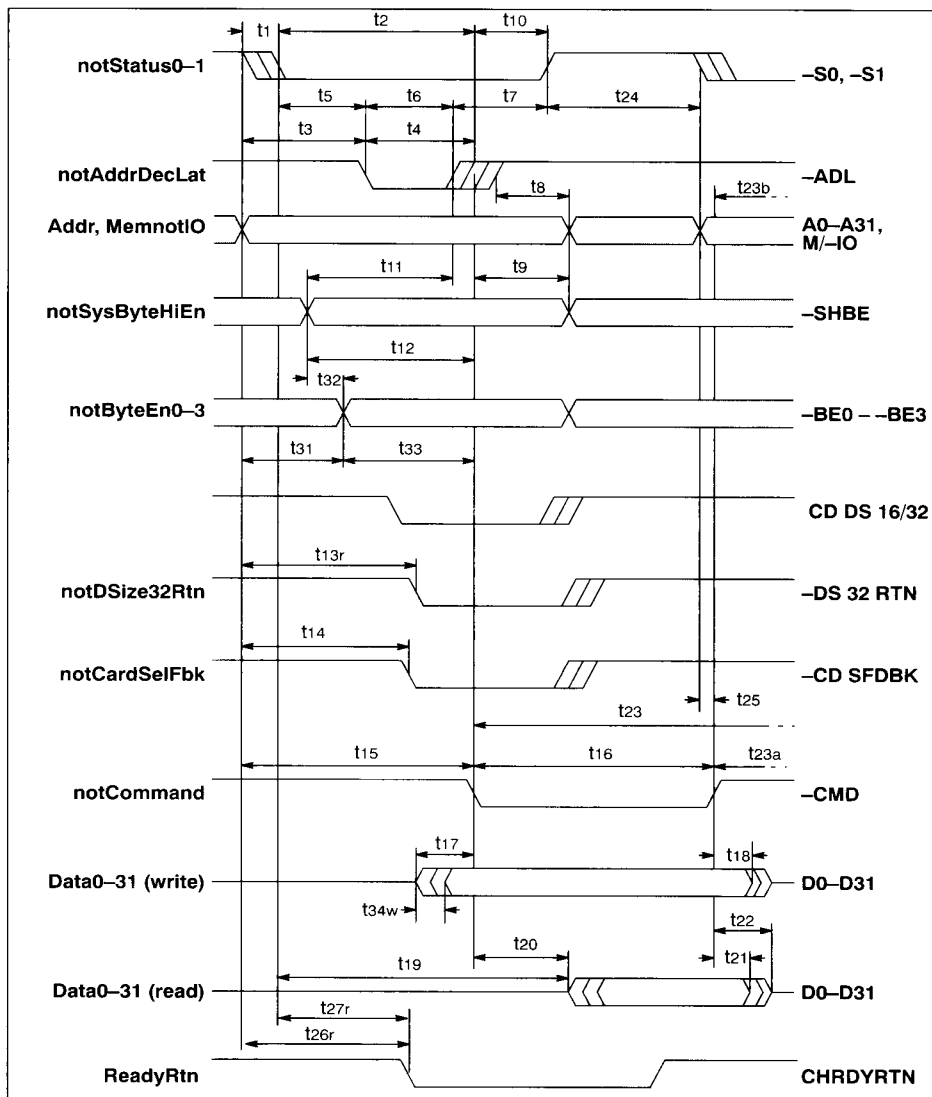 t1 t2 t10
notStatus0–1 –S0, –S1
t5 t6 t7 t24
t3 t4
notAddrDecLat –ADL
t8 t23b
Addr, MemnotIO A0–A31,
M/–IO
t11 t9
notSysByteHiEn –SHBE
t12
t32
notByteEn0–3 –BE0 – –BE3
t31 t33
CD DS 16/32
t13r
notDSize32Rtn –DS 32 RTN
t14
notCardSelFbk –CD SFDBK
t25
t23
t15 t16 t23a
notCommand –CMD
t17 t18
Data0–31 (write) D0–D31
t34w t22
t20 t21
t19
Data0–31 (read) D0–D31
t27r
t26r
ReadyRtn CHRDYRTN